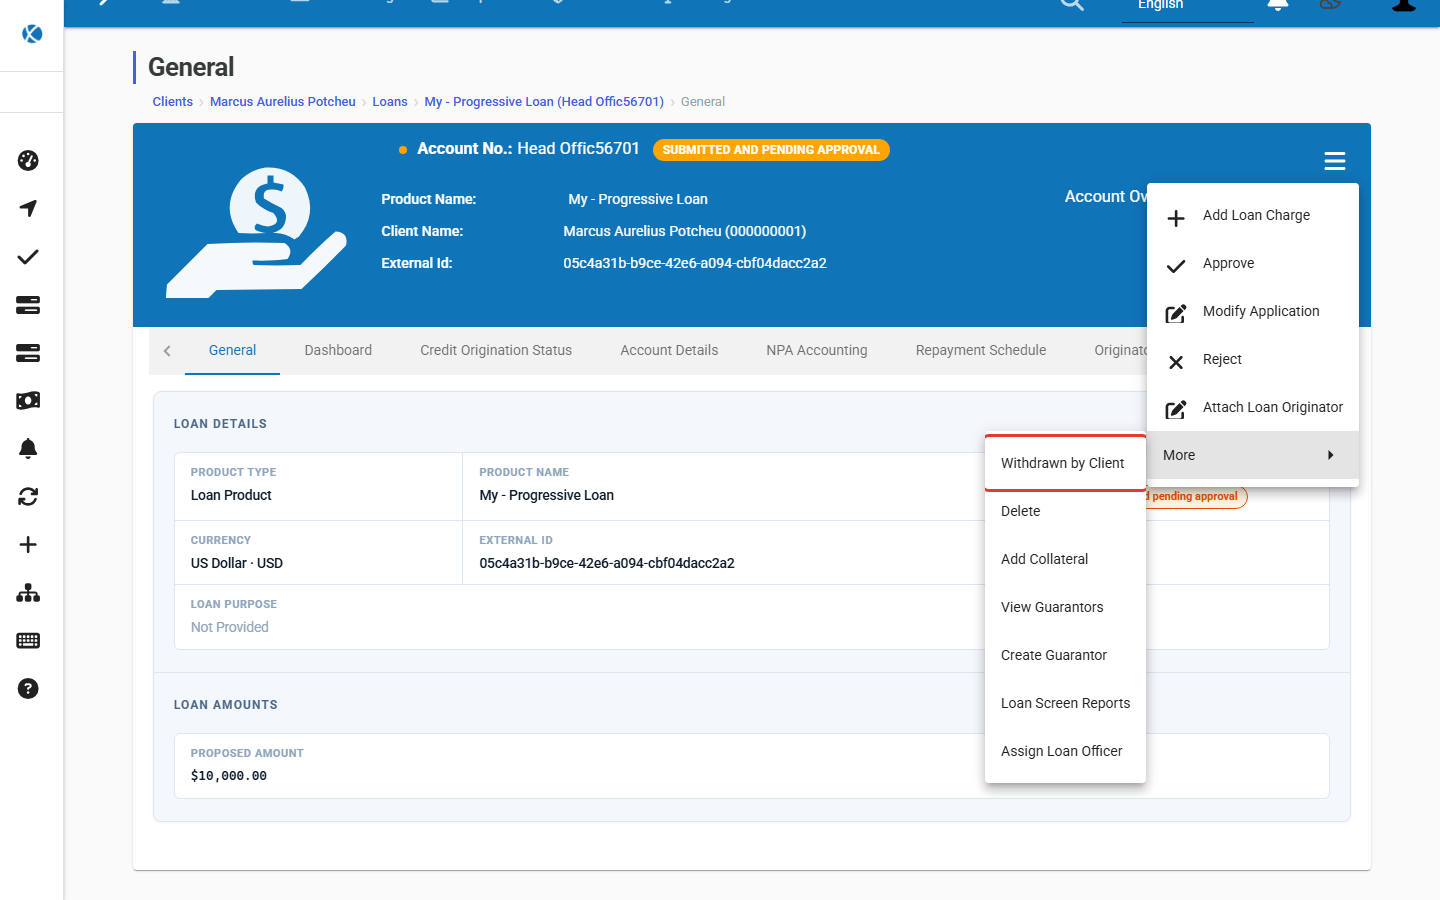 English
General
Clients › Marcus Aurelius Potcheu › Loans › My - Progressive Loan (Head Offic56701) › General
Account No.: Head Offic56701 SUBMITTED AND PENDING APPROVAL
Product Name: My - Progressive Loan
Client Name: Marcus Aurelius Potcheu (000000001)
External Id: 05c4a31b-b9ce-42e6-a094-cbf04dacc2a2
Account
Add Loan Charge
Approve
Modify Application
Reject
Attach Loan Originator
More
General Dashboard Credit Origination Status Account Details NPA Accounting Repayment Schedule
LOAN DETAILS
PRODUCT TYPE PRODUCT NAME
Loan Product My - Progressive Loan
pending approval
CURRENCY EXTERNAL ID
US Dollar · USD 05c4a31b-b9ce-42e6-a094-cbf04dacc2a2
LOAN PURPOSE
Not Provided
Withdrawn by Client
Delete
Add Collateral
View Guarantors
Create Guarantor
Loan Screen Reports
Assign Loan Officer
LOAN AMOUNTS
PROPOSED AMOUNT
$10,000.00